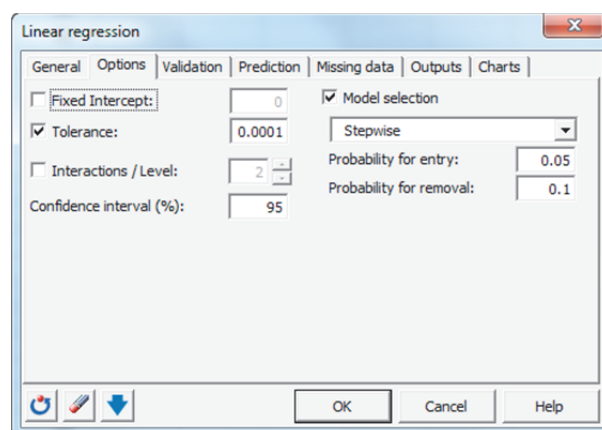 Linear regression
General Options Validation Prediction Missing data Outputs Charts
Fixed Intercept: 0
Model selection
Tolerance: 0.0001
Stepwise
Interactions / Level: 2
Probability for entry: 0.05
Confidence interval (%): 95
Probability for removal: 0.1
OK Cancel Help